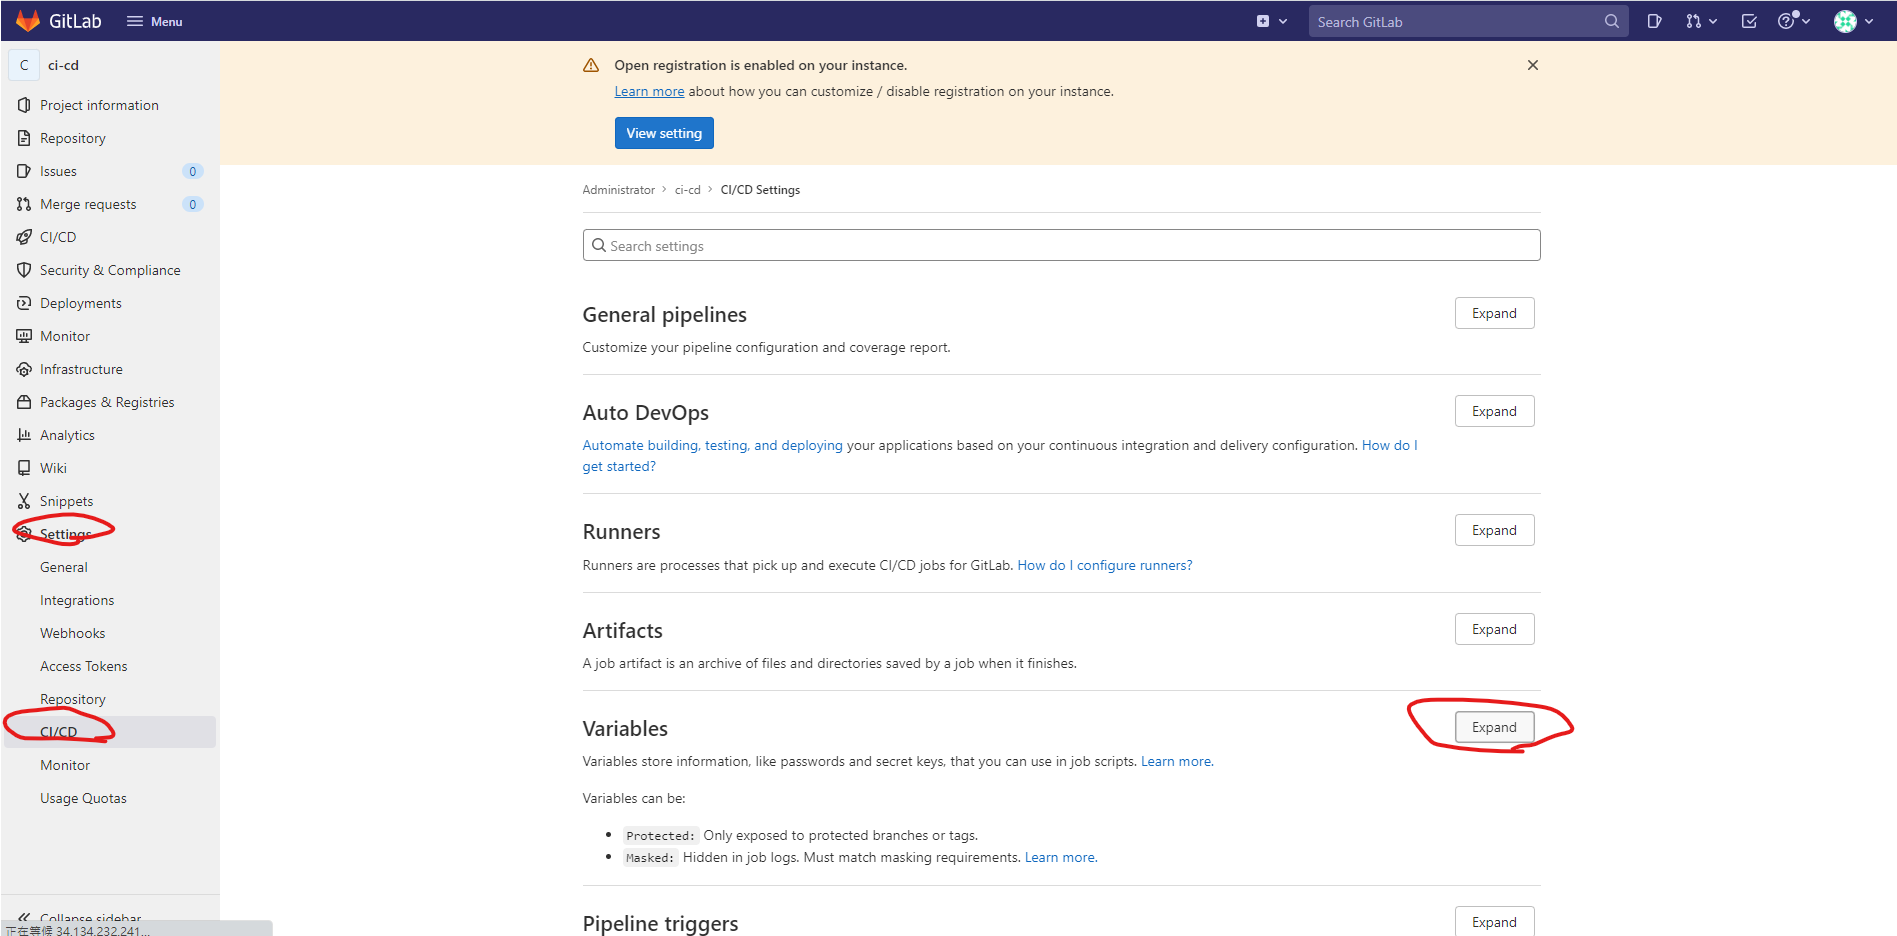 GitLab
Menu
Search GitLab
C ci-cd
Project information
Repository
Issues 0
Merge requests 0
CI/CD
Security & Compliance
Deployments
Monitor
Infrastructure
Packages & Registries
Analytics
Wiki
Snippets
Settings
General
Integrations
Webhooks
Access Tokens
Repository
CI/CD
Monitor
Usage Quotas
Collapse sidebar
正在等候 34.134.232.241...
Open registration is enabled on your instance.
Learn more about how you can customize / disable registration on your instance.
View setting
Administrator › ci-cd › CI/CD Settings
Search settings
General pipelines
Expand
Customize your pipeline configuration and coverage report.
Auto DevOps
Expand
Automate building, testing, and deploying your applications based on your continuous integration and delivery configuration. How do I
get started?
Runners
Expand
Runners are processes that pick up and execute CI/CD jobs for GitLab. How do I configure runners?
Artifacts
Expand
A job artifact is an archive of files and directories saved by a job when it finishes.
Variables
Expand
Variables store information, like passwords and secret keys, that you can use in job scripts. Learn more.
Variables can be:
• Protected: Only exposed to protected branches or tags.
• Masked: Hidden in job logs. Must match masking requirements. Learn more.
Pipeline triggers
Expand